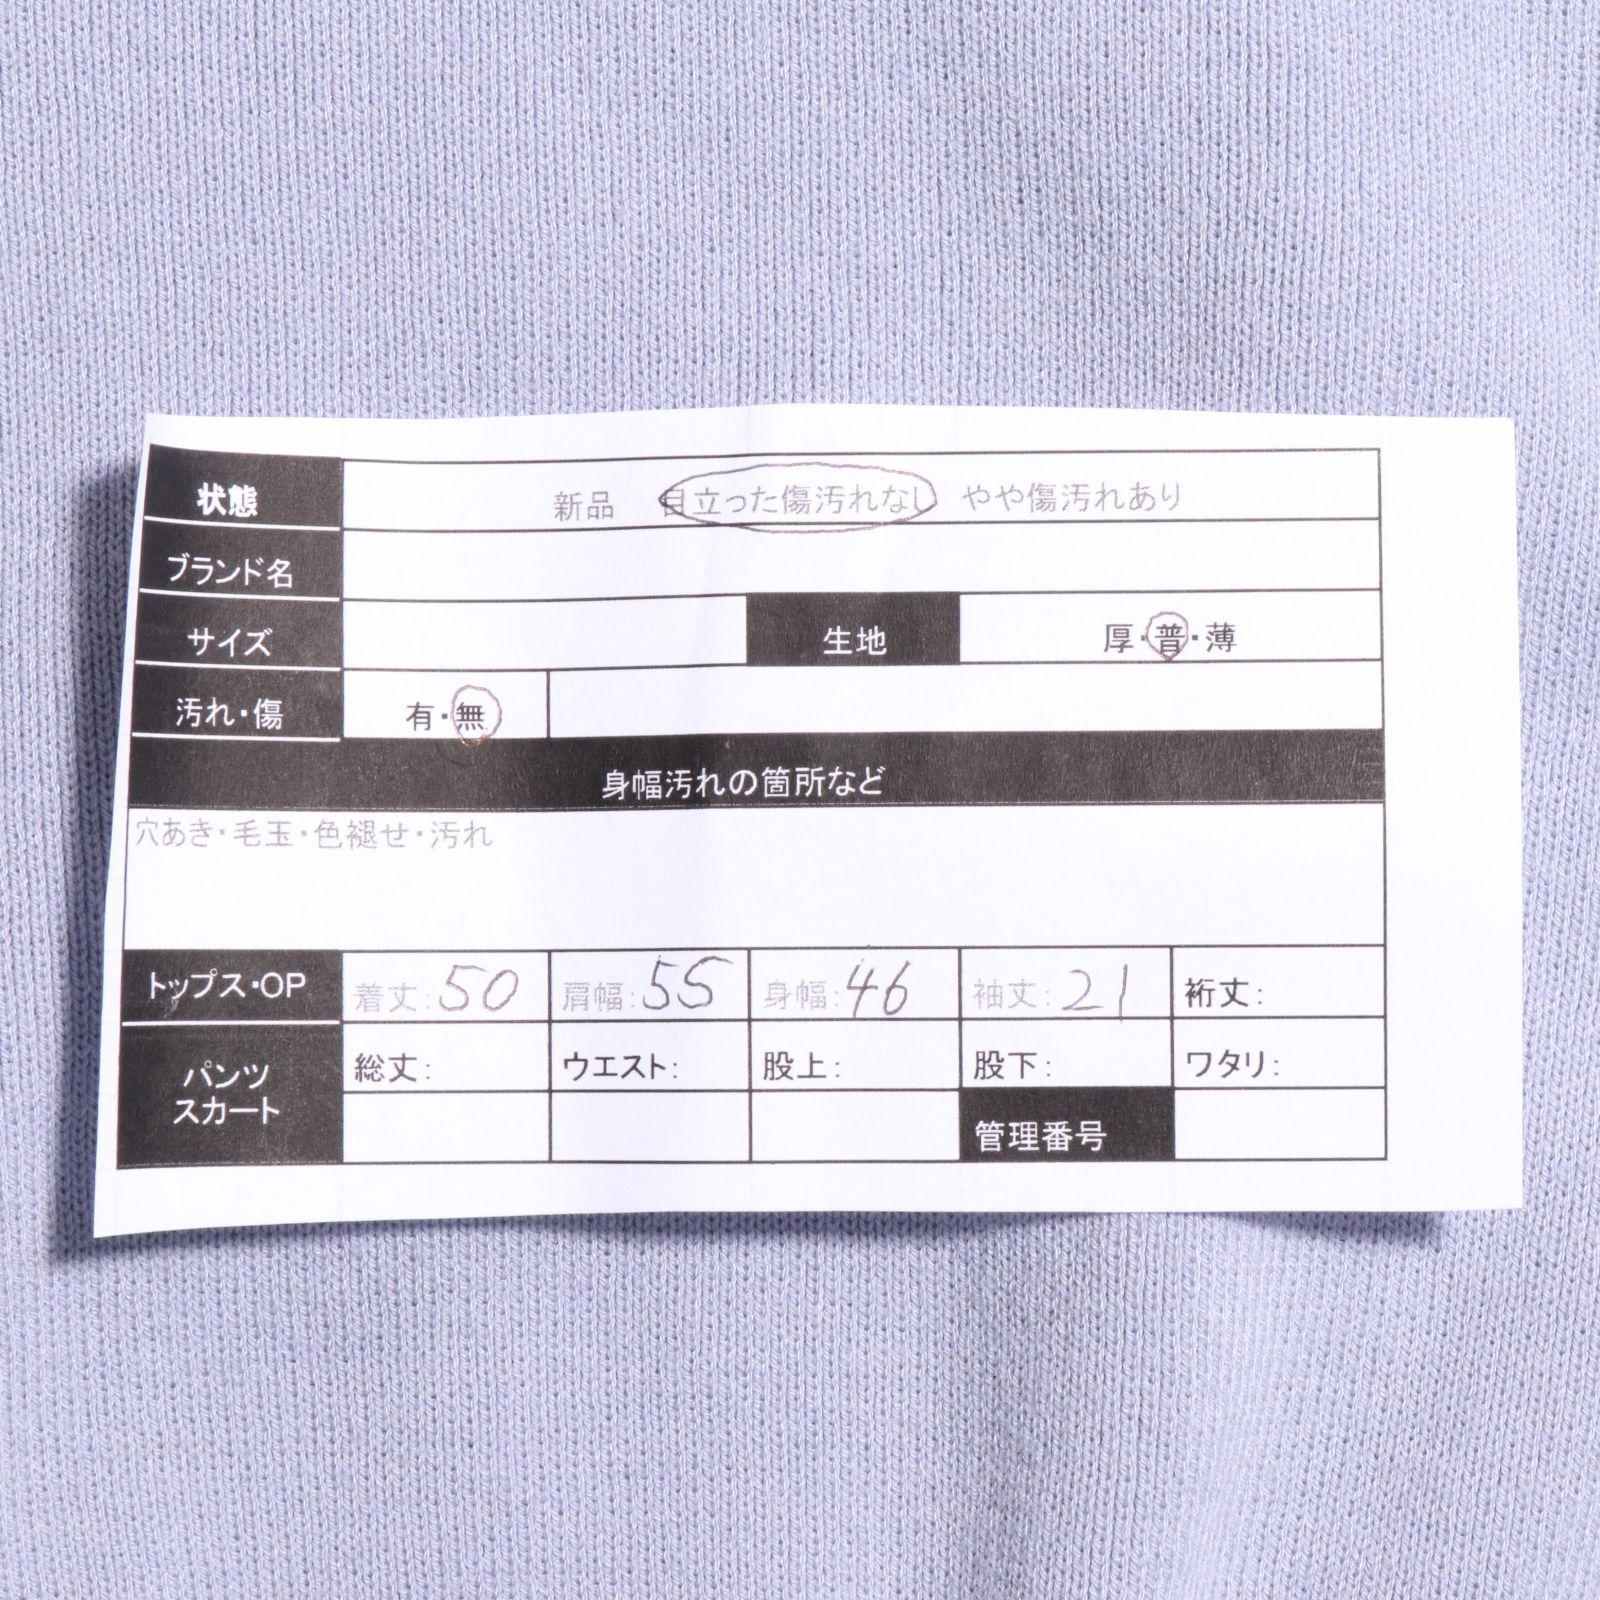 状態 新品 目立った傷汚れなし やや傷汚れあり
ブランド名
サイズ 生地 厚・普・薄
汚れ・傷 有・無
身幅汚れの箇所など
穴あき・毛玉・色褪せ・汚れ
トップス・OP 着丈:50 肩幅:55 身幅:46 袖丈:21 裄丈:
パンツ 総丈: ウエスト: 股上: 股下: ワタリ:
スカート
管理番号